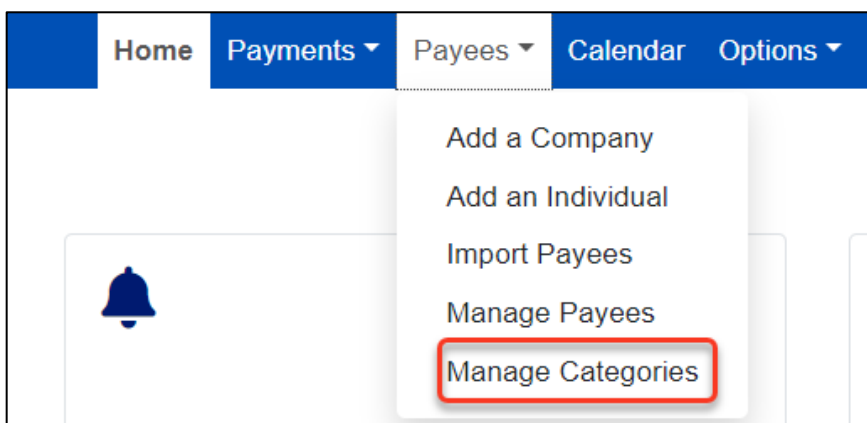 Home Payments Payees Calendar Options
Add a Company
Add an Individual
Import Payees
Manage Payees
Manage Categories